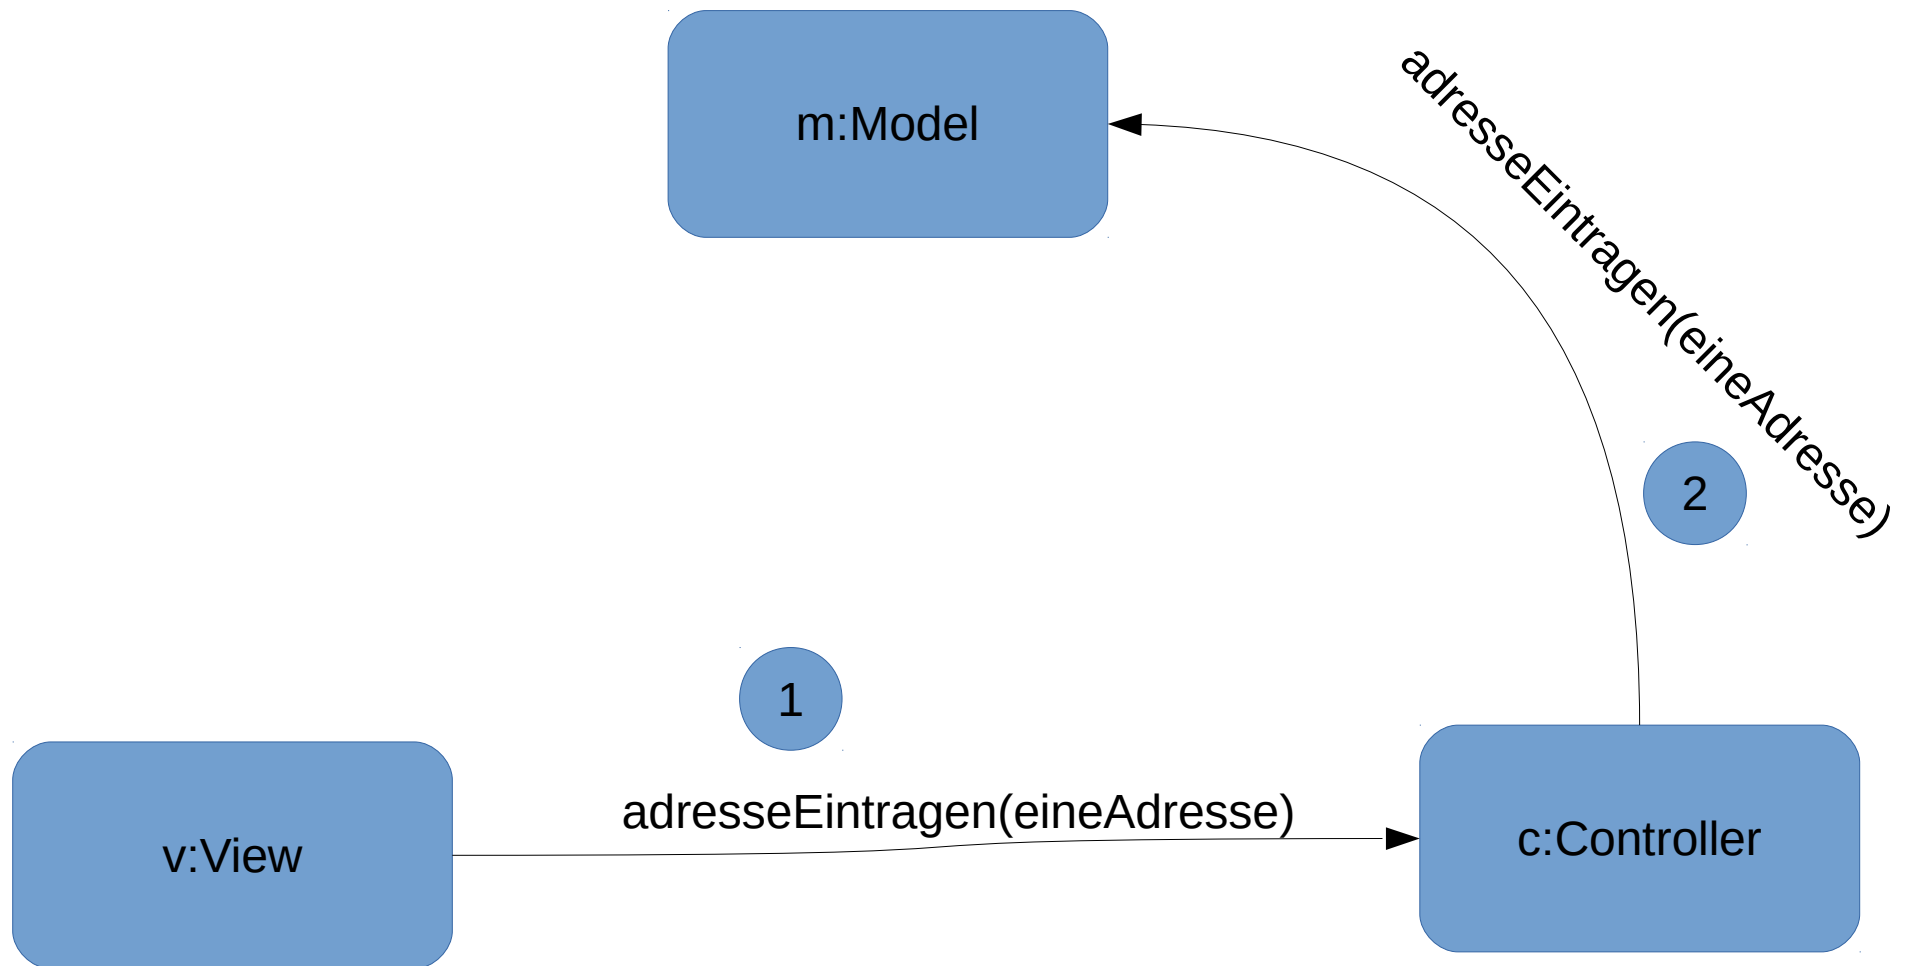 m:Model
adresseEintragen(eineAdresse)
2
1
adresseEintragen(eineAdresse)
v:View
c:Controller